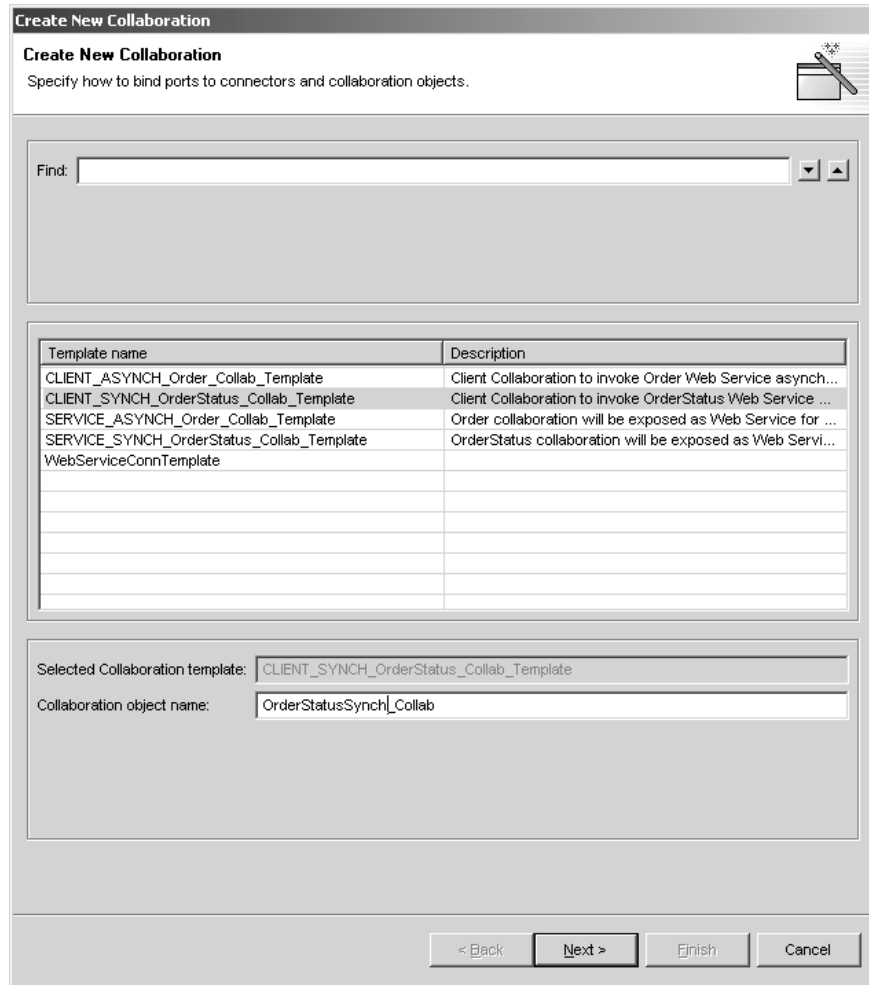 Create New Collaboration
Create New Collaboration
Specify how to bind ports to connectors and collaboration objects.
Find:
Template name Description
CLIENT_ASYNCH_Order_Collab_Template Client Collaboration to invoke Order Web Service asynch...
CLIENT_SYNCH_OrderStatus_Collab_Template Client Collaboration to invoke OrderStatus Web Service ...
SERVICE_ASYNCH_Order_Collab_Template Order collaboration will be exposed as Web Service for ...
SERVICE_SYNCH_OrderStatus_Collab_Template OrderStatus collaboration will be exposed as Web Servi...
WebServiceConnTemplate
Selected Collaboration template: CLIENT_SYNCH_OrderStatus_Collab_Template
Collaboration object name: OrderStatusSynch_Collab
< Back Next > Finish Cancel